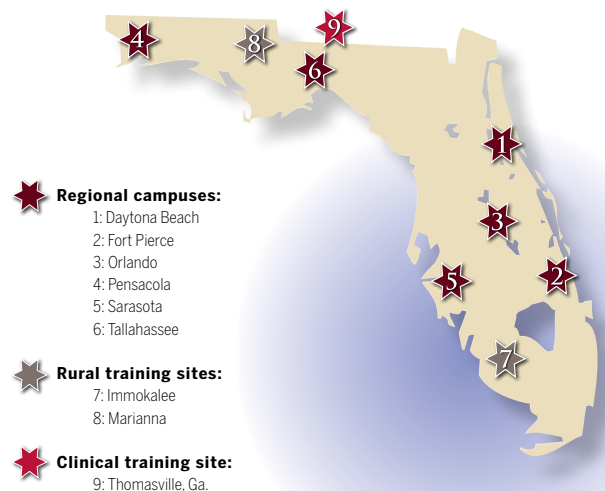 9
4
8
6
1
3
5
2
7
Regional campuses:
1: Daytona Beach
2: Fort Pierce
3: Orlando
4: Pensacola
5: Sarasota
6: Tallahassee
Rural training sites:
7: Immokalee
8: Marianna
Clinical training site:
9: Thomasville, Ga.